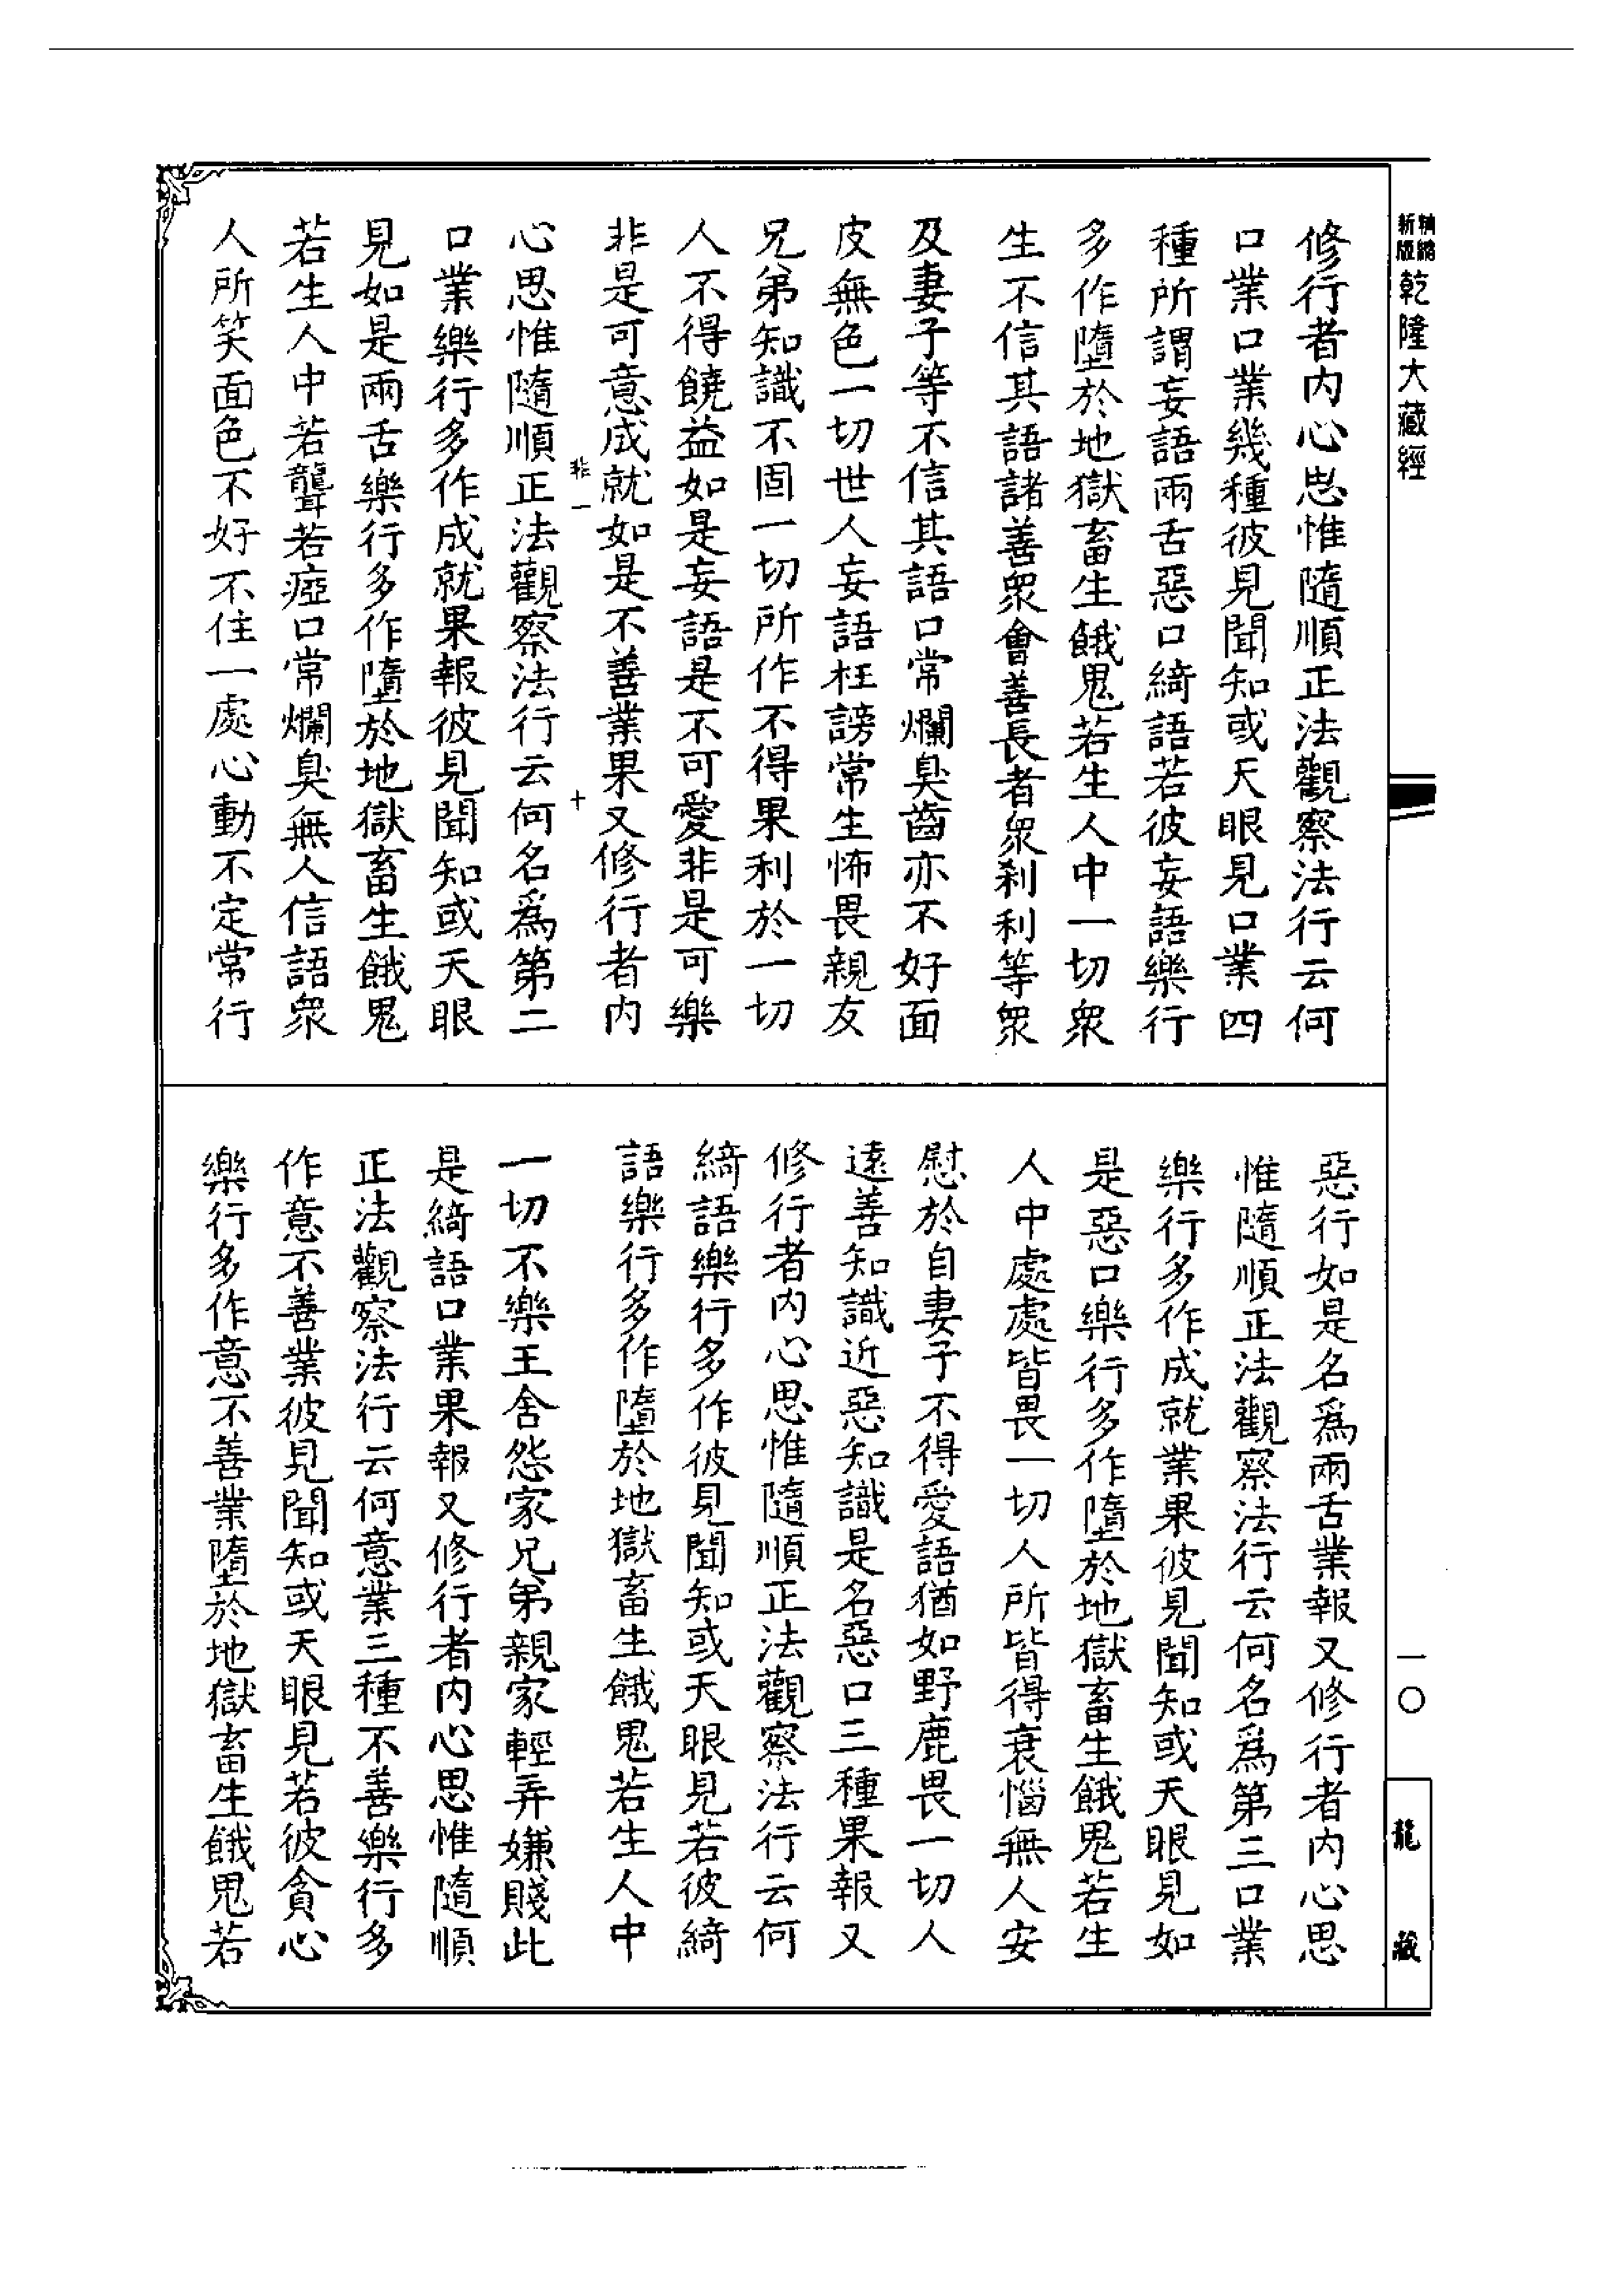 精縮新版乾隆大藏經
修行者內心思惟隨順正法觀察法行云何
口業口業幾種彼見聞知或天眼見口業四
種所謂妄語兩舌惡口綺語若彼妄語樂行
多作墮於地獄畜生餓鬼若生人中一切眾
生不信其語諸善眾會善長者眾刹利等眾
及妻子等不信其語口常爛臭齒亦不好面
皮無色一切世人妄語枉謗常生怖畏親友
兄弟知識不固一切所作不得果利於一切
人不得饒益如是妄語是不可愛非是可樂
非是可意成就如是不善業果又修行者內
非一
十
心思惟隨順正法觀察法行云何名為第二
口業樂行多作成就果報彼見聞知或天眼
見如是兩舌樂行多作墮於地獄畜生餓鬼
若生人中若聾若瘂口常爛臭無人信語眾
人所笑面色不好不住一處心動不定常行
惡行如是名為兩舌業報又修行者內心思
惟隨順正法觀察法行云何名為第三口業
樂行多作成就業果彼見聞知或天眼見如
是惡口樂行多作墮於地獄畜生餓鬼若生
人中處處皆畏一切人所皆得衰惱無人安
慰於自妻子不得愛語猶如野鹿畏一切人
遠善知識近惡知識是名惡口三種果報又
修行者內心思惟隨順正法觀察法行云何
綺語樂行多作彼見聞知或天眼見若彼綺
語樂行多作墮於地獄畜生餓鬼若生人中
一切不樂王舍怨家兄弟親家輕弄嫌賤此
是綺語口業果報又修行者內心思惟隨順
正法觀察法行云何意業三種不善樂行多
作意不善業彼見聞知或天眼見若彼貪心
樂行多作意不善業墮於地獄畜生餓鬼若
一〇
龍藏